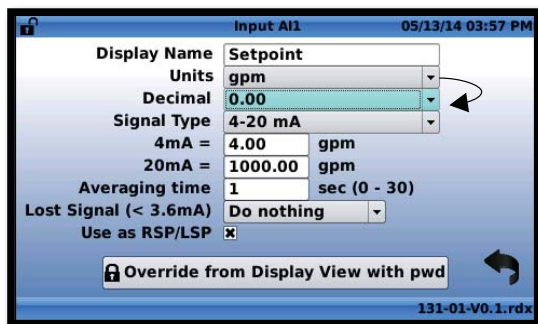 Input AI1 05/13/14 03:57 PM
Display Name Setpoint
Units gpm
Decimal 0.00
Signal Type 4-20 mA
4mA = 4.00 gpm
20mA = 1000.00 gpm
Averaging time 1 sec (0 - 30)
Lost Signal (< 3.6mA) Do nothing
Use as RSP/LSP
Override from Display View with pwd
131-01-V0.1.rdx